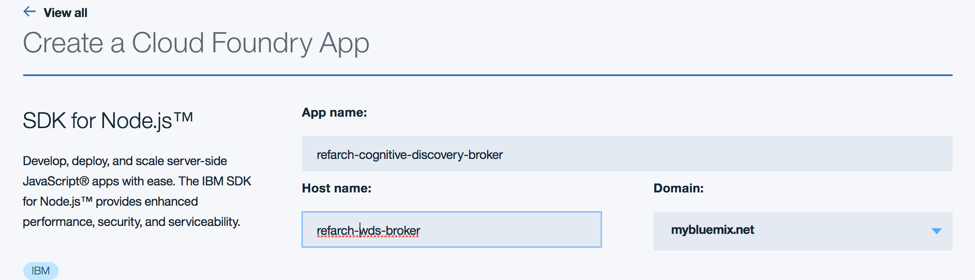 ← View all
Create a Cloud Foundry App
SDK for Node.js™
Develop, deploy, and scale server-side
JavaScript® apps with ease. The IBM SDK
for Node.js™ provides enhanced
performance, security, and serviceability.
IBM
App name:
refarch-cognitive-discovery-broker
Host name:
refarch-wds-broker
Domain:
mybluemix.net